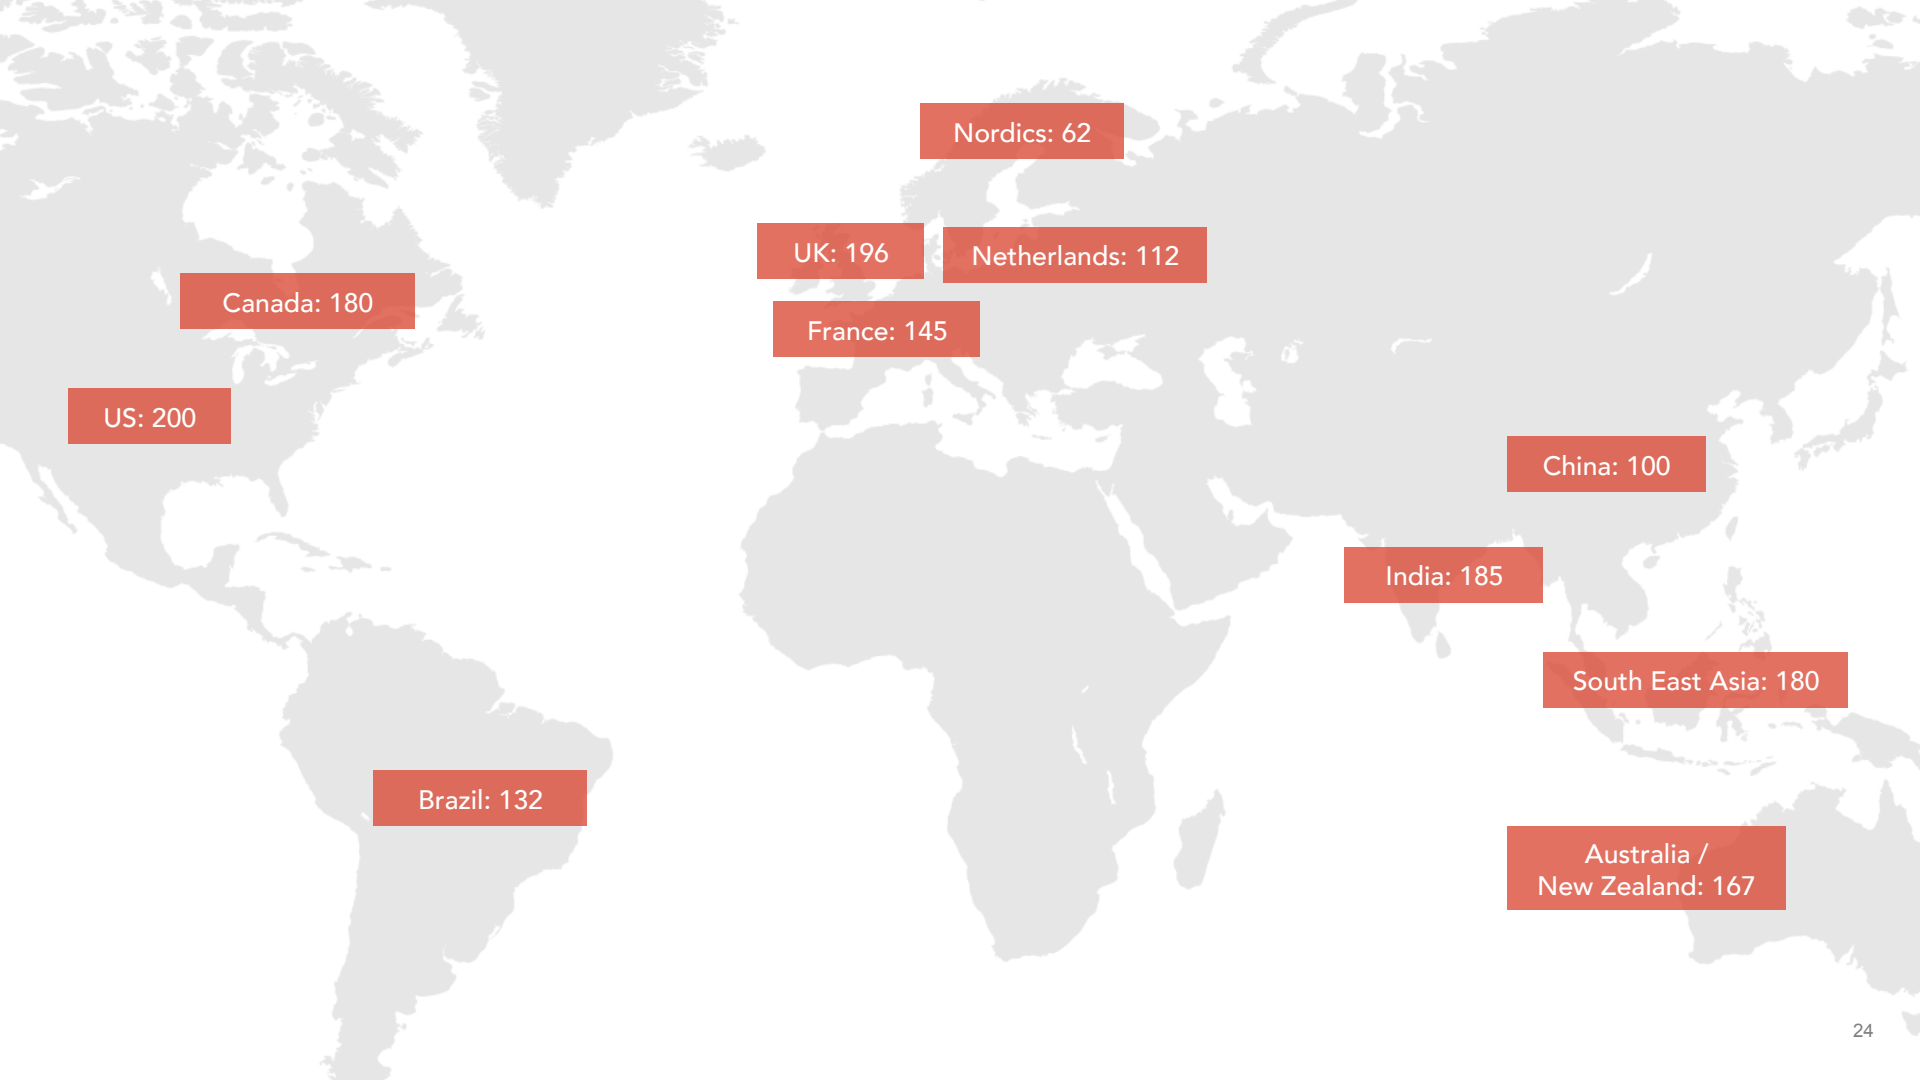 Nordics: 62
UK: 196
Netherlands: 112
Canada: 180
France: 145
US: 200
China: 100
India: 185
South East Asia: 180
Brazil: 132
Australia /
New Zealand: 167
24